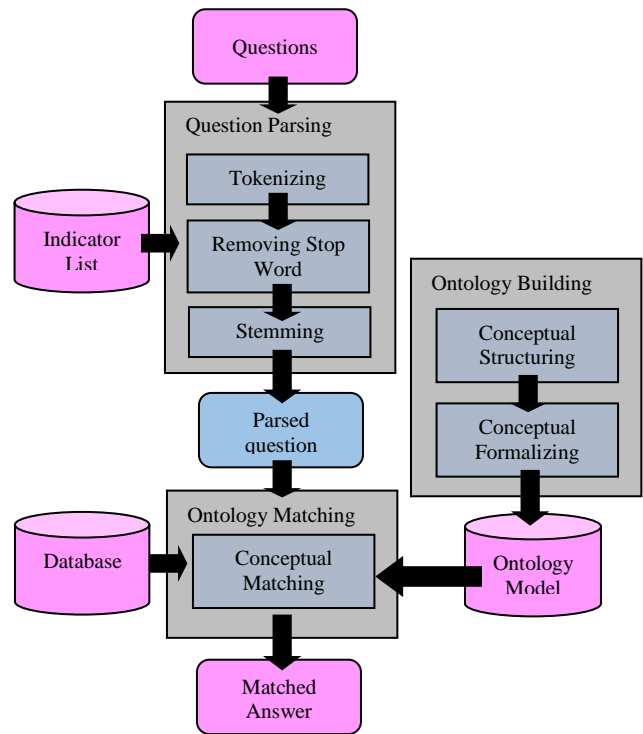 Questions
Question Parsing
Tokenizing
Indicator
List
Removing Stop
Word
Stemming
Ontology Building
Conceptual
Structuring
Conceptual
Formalizing
Parsed
question
Ontology Matching
Database
Conceptual
Matching
Ontology
Model
Matched
Answer